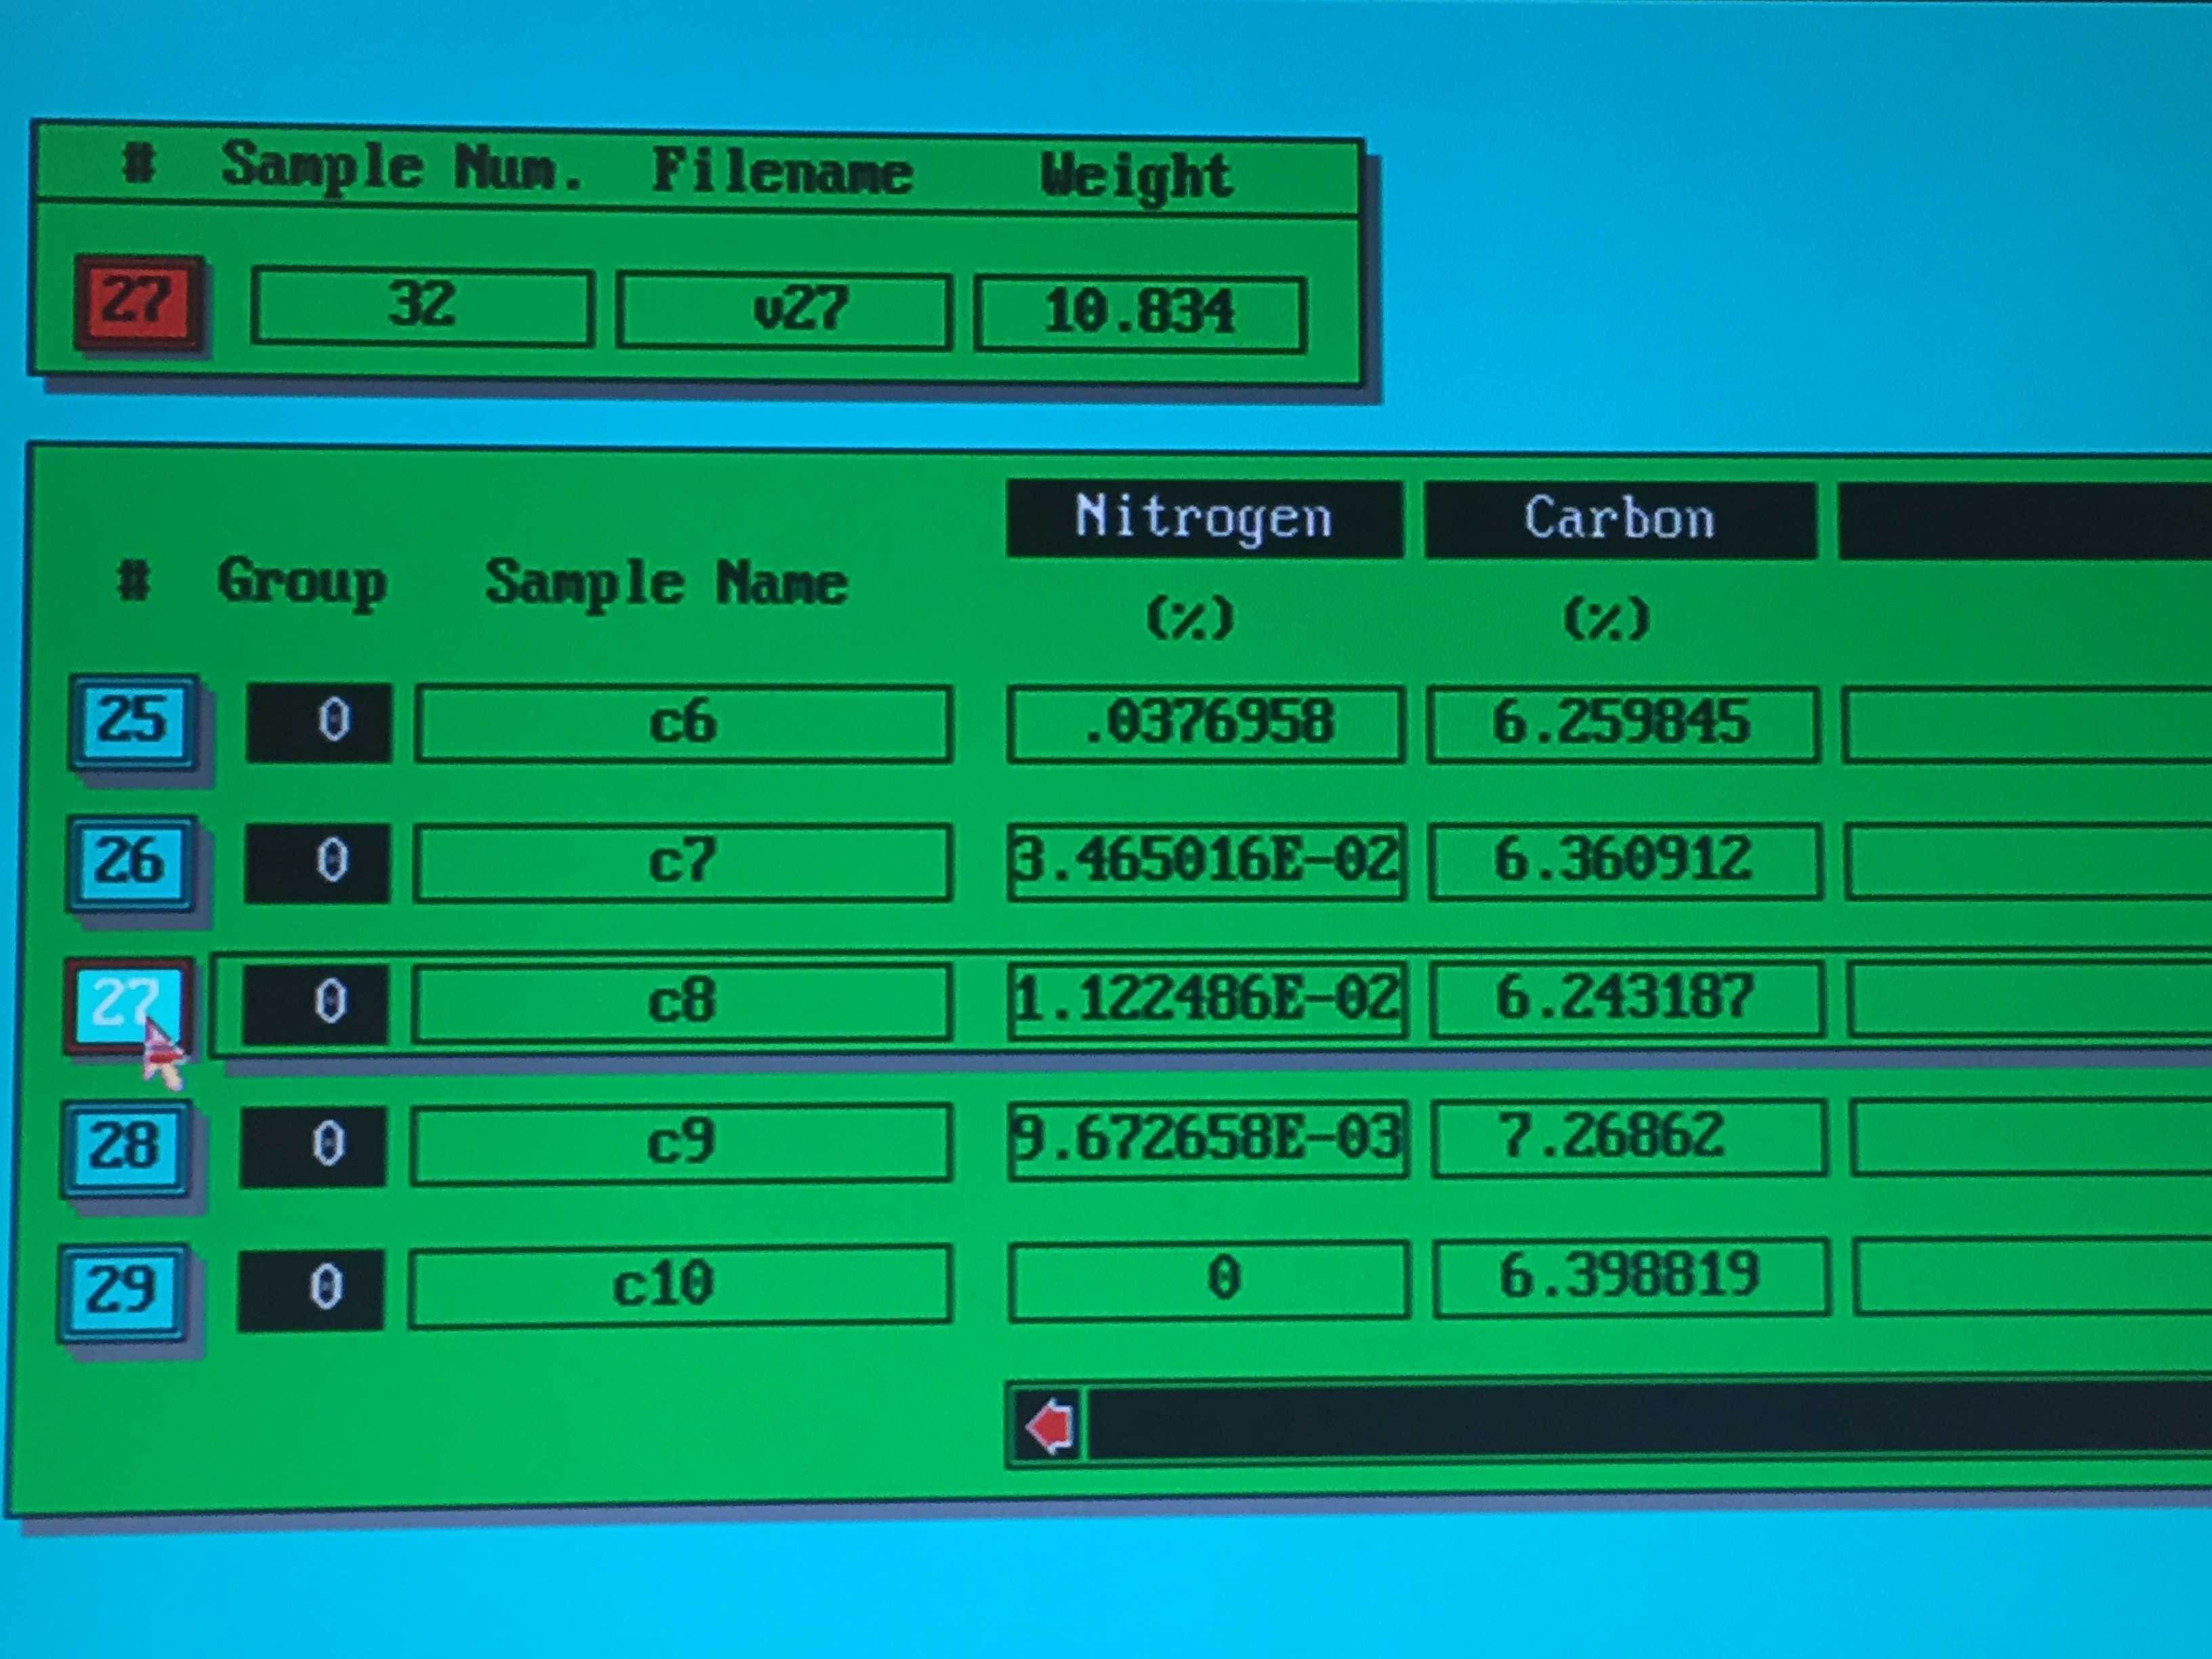 # Sample Num. Filename Weight
27 32 v27 10.834
Nitrogen Carbon
# Group Sample Name
(%) (%)
25 0 c6 .0376958 6.259845
26 0 c7 3.465016E-02 6.360912
27 0 c8 1.122486E-02 6.243187
28 0 c9 9.672658E-03 7.26862
29 0 c10 0 6.398819